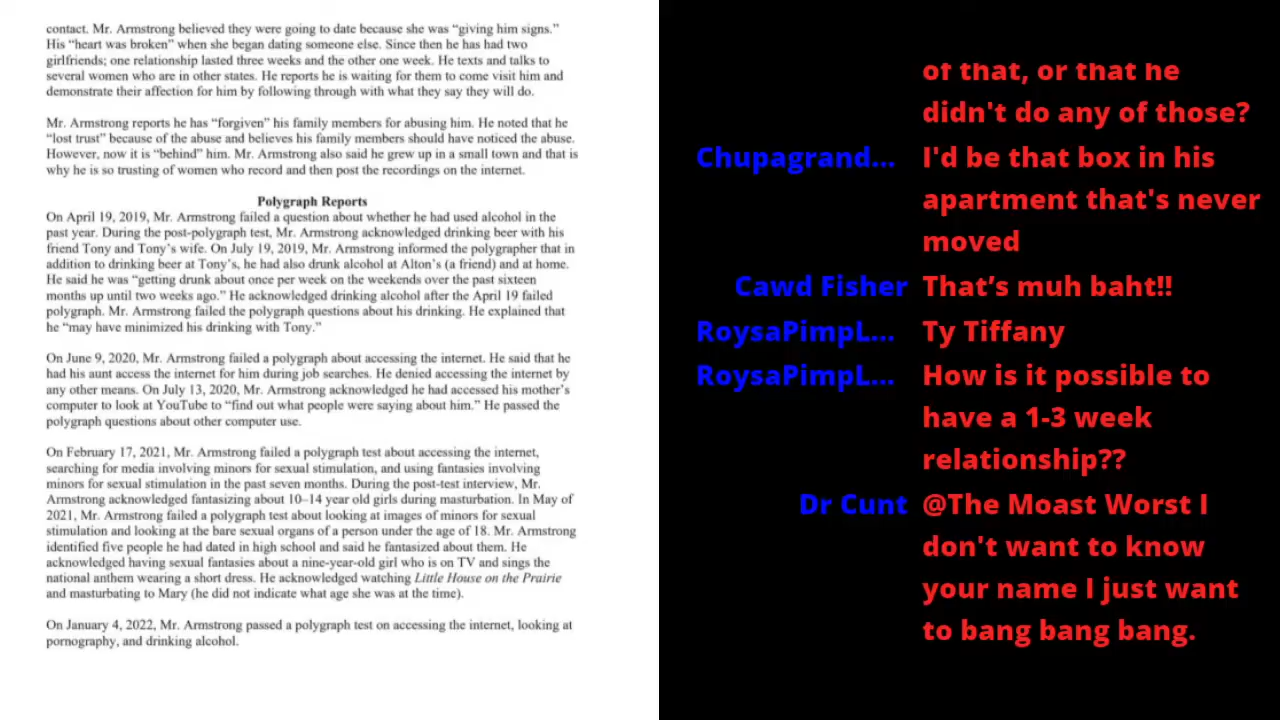 contact. Mr. Armstrong believed they were going to date because she was “giving him signs.”
His “heart was broken” when she began dating someone else. Since then he has had two
girlfriends; one relationship lasted three weeks and the other one week. He texts and talks to
several women who are in other states. He reports he is waiting for them to come visit him and
demonstrate their affection for him by following through with what they say they will do.
Mr. Armstrong reports he has “forgiven” his family members for abusing him. He noted that he
“lost trust” because of the abuse and believes his family members should have noticed the abuse.
However, now it is “behind” him. Mr. Armstrong also said he grew up in a small town and that is
why he is so trusting of women who record and then post the recordings on the internet.
Polygraph Reports
On April 19, 2019, Mr. Armstrong failed a question about whether he had used alcohol in the
past year. During the post-polygraph test, Mr. Armstrong acknowledged drinking beer with his
friend Tony and Tony’s wife. On July 19, 2019, Mr. Armstrong informed the polygrapher that in
addition to drinking beer at Tony’s, he had also drunk alcohol at Alton’s (a friend) and at home.
He said he was “getting drunk about once per week on the weekends over the past sixteen
months up until two weeks ago.” He acknowledged drinking alcohol after the April 19 failed
polygraph. Mr. Armstrong failed the polygraph questions about his drinking. He explained that
he “may have minimized his drinking with Tony.”
On June 9, 2020, Mr. Armstrong failed a polygraph about accessing the internet. He said that he
had his aunt access the internet for him during job searches. He denied accessing the internet by
any other means. On July 13, 2020, Mr. Armstrong acknowledged he had accessed his mother’s
computer to look at YouTube to “find out what people were saying about him.” He passed the
polygraph questions about other computer use.
On February 17, 2021, Mr. Armstrong failed a polygraph test about accessing the internet,
searching for media involving minors for sexual stimulation, and using fantasies involving
minors for sexual stimulation in the past seven months. During the post-test interview, Mr.
Armstrong acknowledged fantasizing about 10–14 year old girls during masturbation. In May of
2021, Mr. Armstrong failed a polygraph test about looking at images of minors for sexual
stimulation and looking at the bare sexual organs of a person under the age of 18. Mr. Armstrong
identified five people he had dated in high school and said he fantasized about them. He
acknowledged having sexual fantasies about a nine-year-old girl who is on TV and sings the
national anthem wearing a short dress. He acknowledged watching Little House on the Prairie
and masturbating to Mary (he did not indicate what age she was at the time).
On January 4, 2022, Mr. Armstrong passed a polygraph test on accessing the internet, looking at
pornography, and drinking alcohol.
of that, or that he
didn't do any of those?
Chupagrand... I'd be that box in his
apartment that's never
moved
Cawd Fisher That’s muh baht!!
RoysaPimpL... Ty Tiffany
RoysaPimpL... How is it possible to
have a 1-3 week
relationship??
Dr Cunt @The Moast Worst I
don't want to know
your name I just want
to bang bang bang.